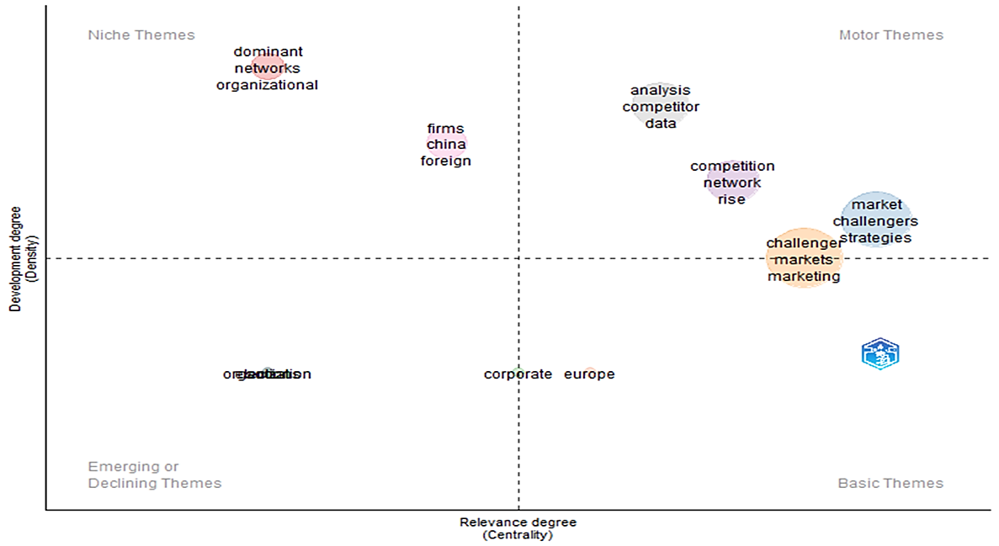 Niche Themes
Motor Themes
dominant
networks
organizational
analysis
competitor
data
firms
china
foreign
competition
network
rise
market
challengers
strategies
challenger
markets
marketing
corporate
europe
Emerging or
Declining Themes
Basic Themes
Development degree
(Density)
Relevance degree
(Centrality)